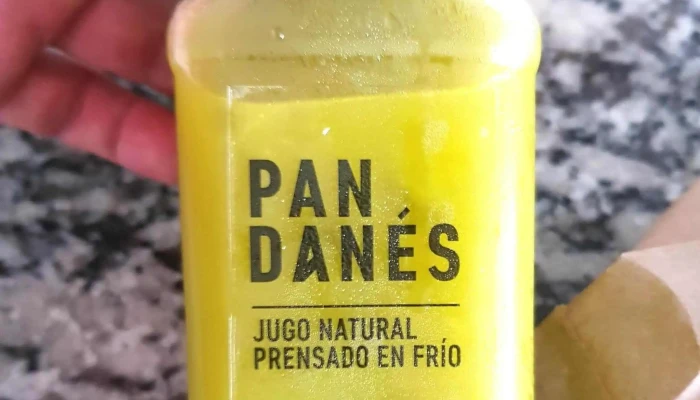 PAN
DANÉS
JUGO NATURAL
PRENSADO EN FRÍO